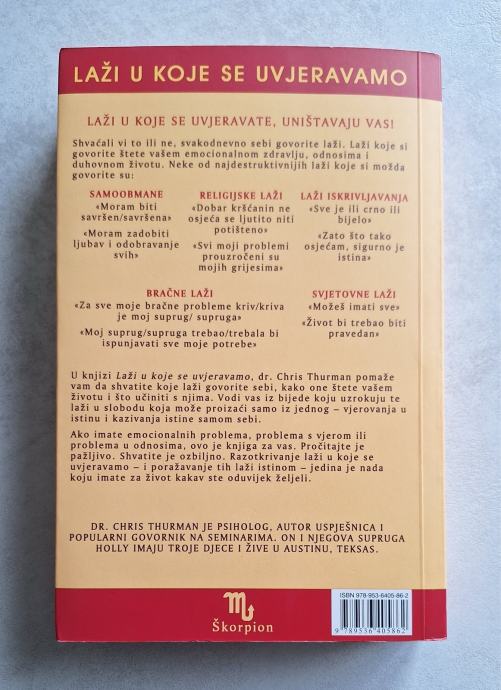 LAŽI U KOJE SE UVJERAVAMO
LAŽI U KOJE SE UVJERAVATE, UNIŠTAVAJU VAS!
Shvaćali vi to ili ne, svakodnevno sebi govorite laži. Laži koje si
govorite štete vašem emocionalnom zdravlju, odnosima i
duhovnom životu. Neke od najdestruktivnijih laži koje si možda
govorite su:
SAMOOBMANE
«Moram biti
savršen/savršena»
«Moram zadobiti
ljubav i odobravanje
svih»
RELIGIJSKE LAŽI
«Dobar kršćanin ne
osjeća se ljutito niti
potišteno»
«Svi moji problemi
prouzročeni su
mojih grijesima»
LAŽI ISKRIVLJAVANJA
«Sve je ili crno ili
bijelo»
«Zato što tako
osjećam, sigurno je
istina»
BRAČNE LAŽI
«Za sve moje bračne probleme kriv/kriva
je moj suprug/ supruga»
«Moj suprug/supruga trebao/trebala bi
ispunjavati sve moje potrebe»
SVJETOVNE LAŽI
«Možeš imati sve»
«Život bi trebao biti
pravedan»
U knjizi Laži u koje se uvjeravamo, dr. Chris Thurman pomaže
vam da shvatite koje laži govorite sebi, kako one štete vašem
životu i što učiniti s njima. Vodi vas iz bijede koju uzrokuju te
laži u slobodu koja može proizaći samo iz jednog – vjerovanja u
istinu i kazivanja istine samom sebi.
Ako imate emocionalnih problema, problema s vjerom ili
problema u odnosima, ovo je knjiga za vas. Pročitajte je
pažljivo. Shvatite je ozbiljno. Razotkrivanje laži u koje se
uvjeravamo – i poražavanje tih laži istinom – jedina je nada
koju imate za život kakav ste oduvijek željeli.
DR. CHRIS THURMAN JE PSIHOLOG, AUTOR USPJEŠNICA I
POPULARNI GOVORNIK NA SEMINARIMA. ON I NJEGOVA SUPRUGA
HOLLY IMAJU TROJE DJECE I ŽIVE U AUSTINU, TEKSAS.
Škorpion
ISBN 978-953-6405-86-2
9 789536 405862